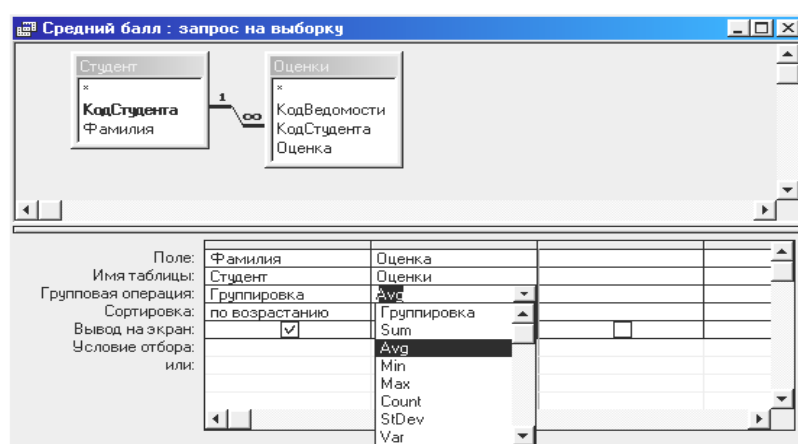 Средний балл : запрос на выборку
Студент
*
КодСтудента
Фамилия
1
∞
Оценки
*
КодВедомости
КодСтудента
Оценка
Поле: Фамилия Оценка
Имя таблицы: Студент Оценки
Групповая операция: Группировка Avg
Сортировка: по возрастанию Группировка
Вывод на экран: Sum
Условие отбора: Avg
или: Min
Max
Count
StDev
Var